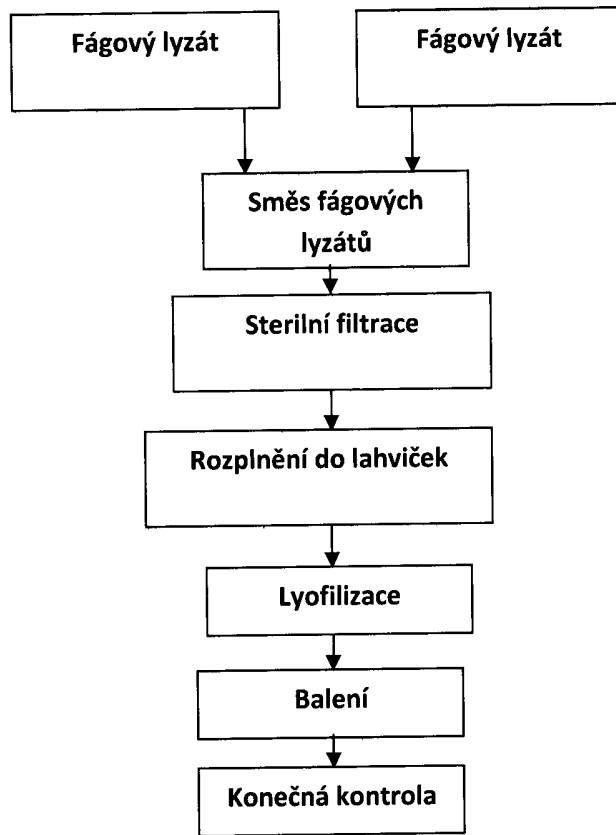 Fágový lyzát
Fágový lyzát
Směs fágových
lyzátů
Sterilní filtrace
Rozplnění do lahviček
Lyofilizace
Balení
Konečná kontrola